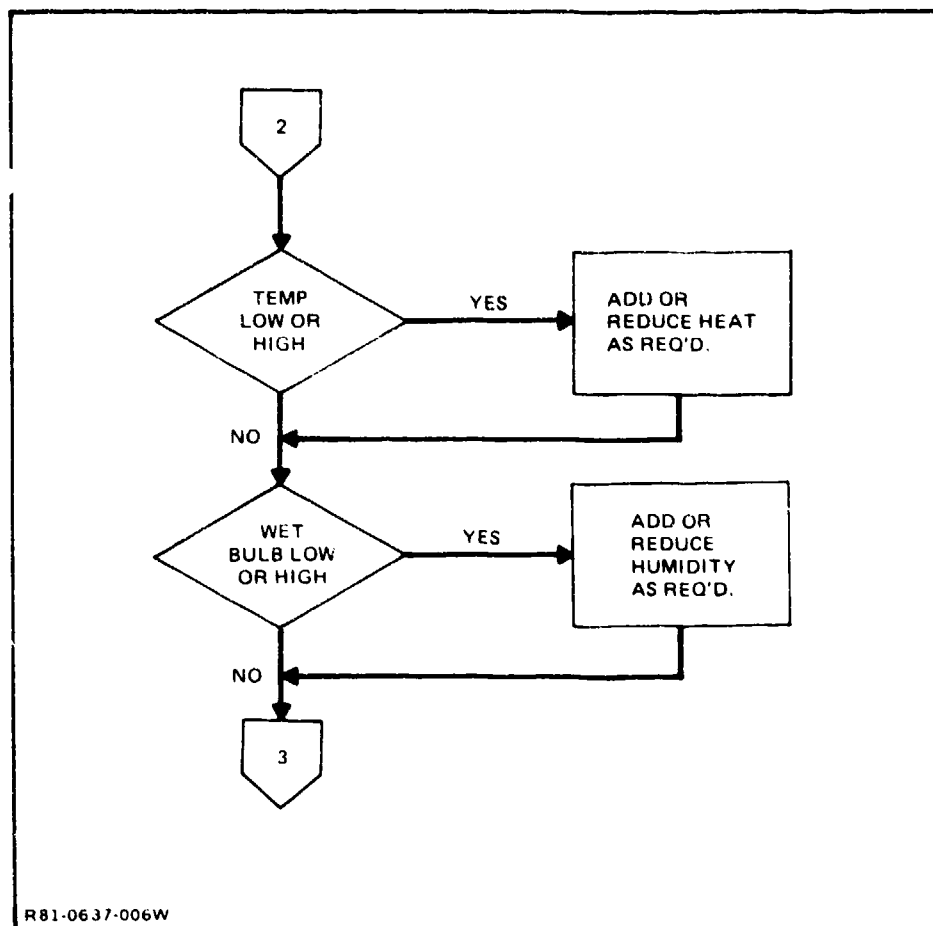 2
TEMP
LOW OR
HIGH
YES
ADD OR
REDUCE HEAT
AS REQ'D.
NO
WET
BULB LOW
OR HIGH
YES
ADD OR
REDUCE
HUMIDITY
AS REQ'D.
NO
3
R81-0637-006W